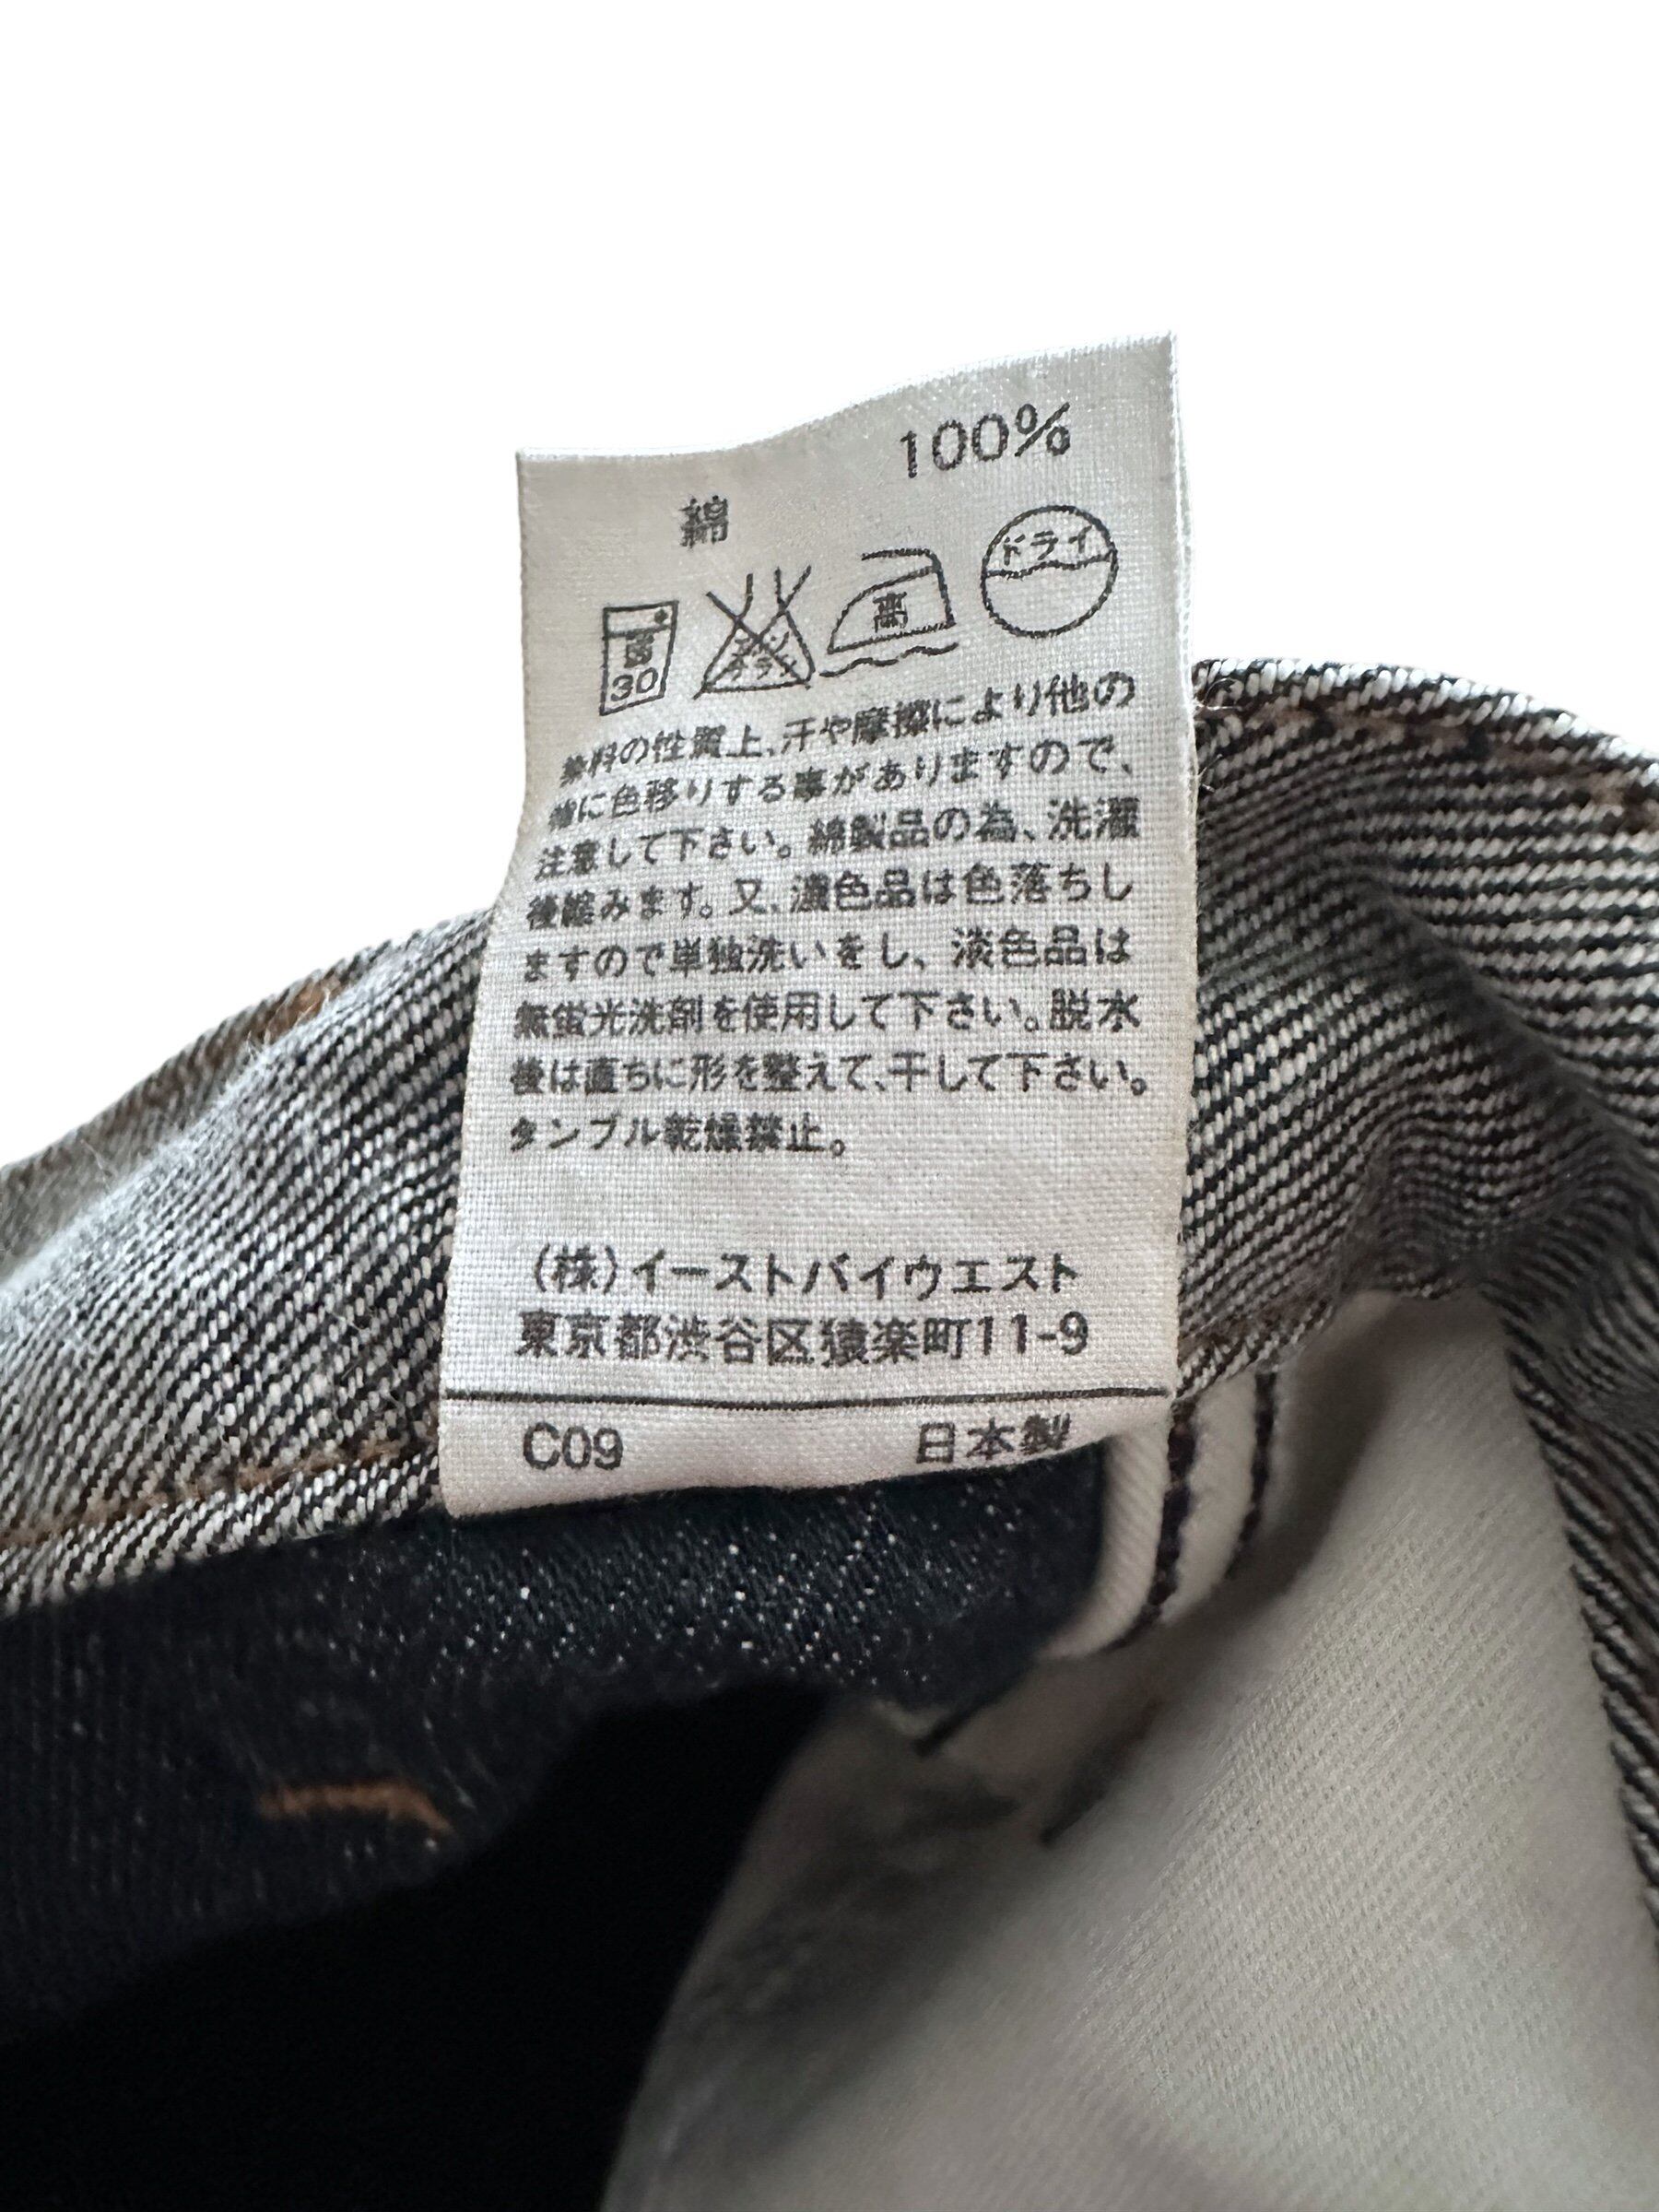 綿 100%
弱 30
エンソ サラシ
高
ドライ
染料の性質上、汗や摩擦により他の
物に色移りする事がありますので、
注意して下さい。綿製品の為、洗濯
後縮みます。又、濃色品は色落ちし
ますので単独洗いをし、淡色品は
無蛍光洗剤を使用して下さい。脱水
後は直ちに形を整えて、干して下さい。
タンブル乾燥禁止。
(株)イーストバイウエスト
東京都渋谷区猿楽町11-9
C09 日本製